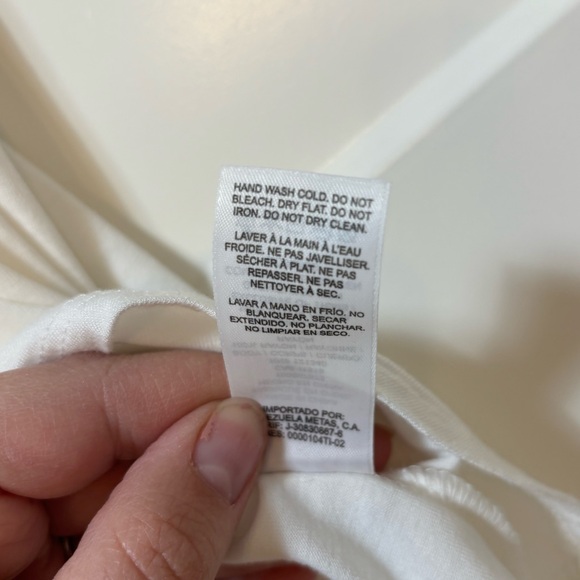 HAND WASH COLD. DO NOT
BLEACH. DRY FLAT. DO NOT
IRON. DO NOT DRY CLEAN.
LAVER À LA MAIN À L'EAU
FROIDE. NE PAS JAVELLISER.
SÉCHER À PLAT. NE PAS
REPASSER. NE PAS
NETTOYER À SEC.
LAVAR A MANO EN FRÍO. NO
BLANQUEAR. SECAR
EXTENDIDO. NO PLANCHAR.
NO LIMPIAR EN SECO.
IMPORTADO POR:
EZUELA METAS, C.A.
J-30830667-6
0000104TI-02